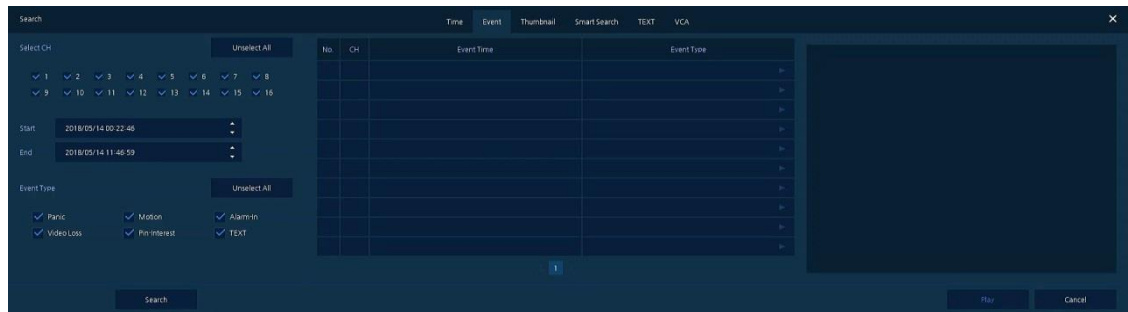 Search
Time Event Thumbnail Smart Search TEXT VCA
Select CH Unselect All
1 2 3 4 5 6 7 8
9 10 11 12 13 14 15 16
Start 2018/05/14 00:22:46
End 2018/05/14 11:46:59
Event Type Unselect All
Panic Motion Alarm-In
Video Loss Pin-Interest TEXT
Search
No. CH Event Time Event Type
1
Play Cancel